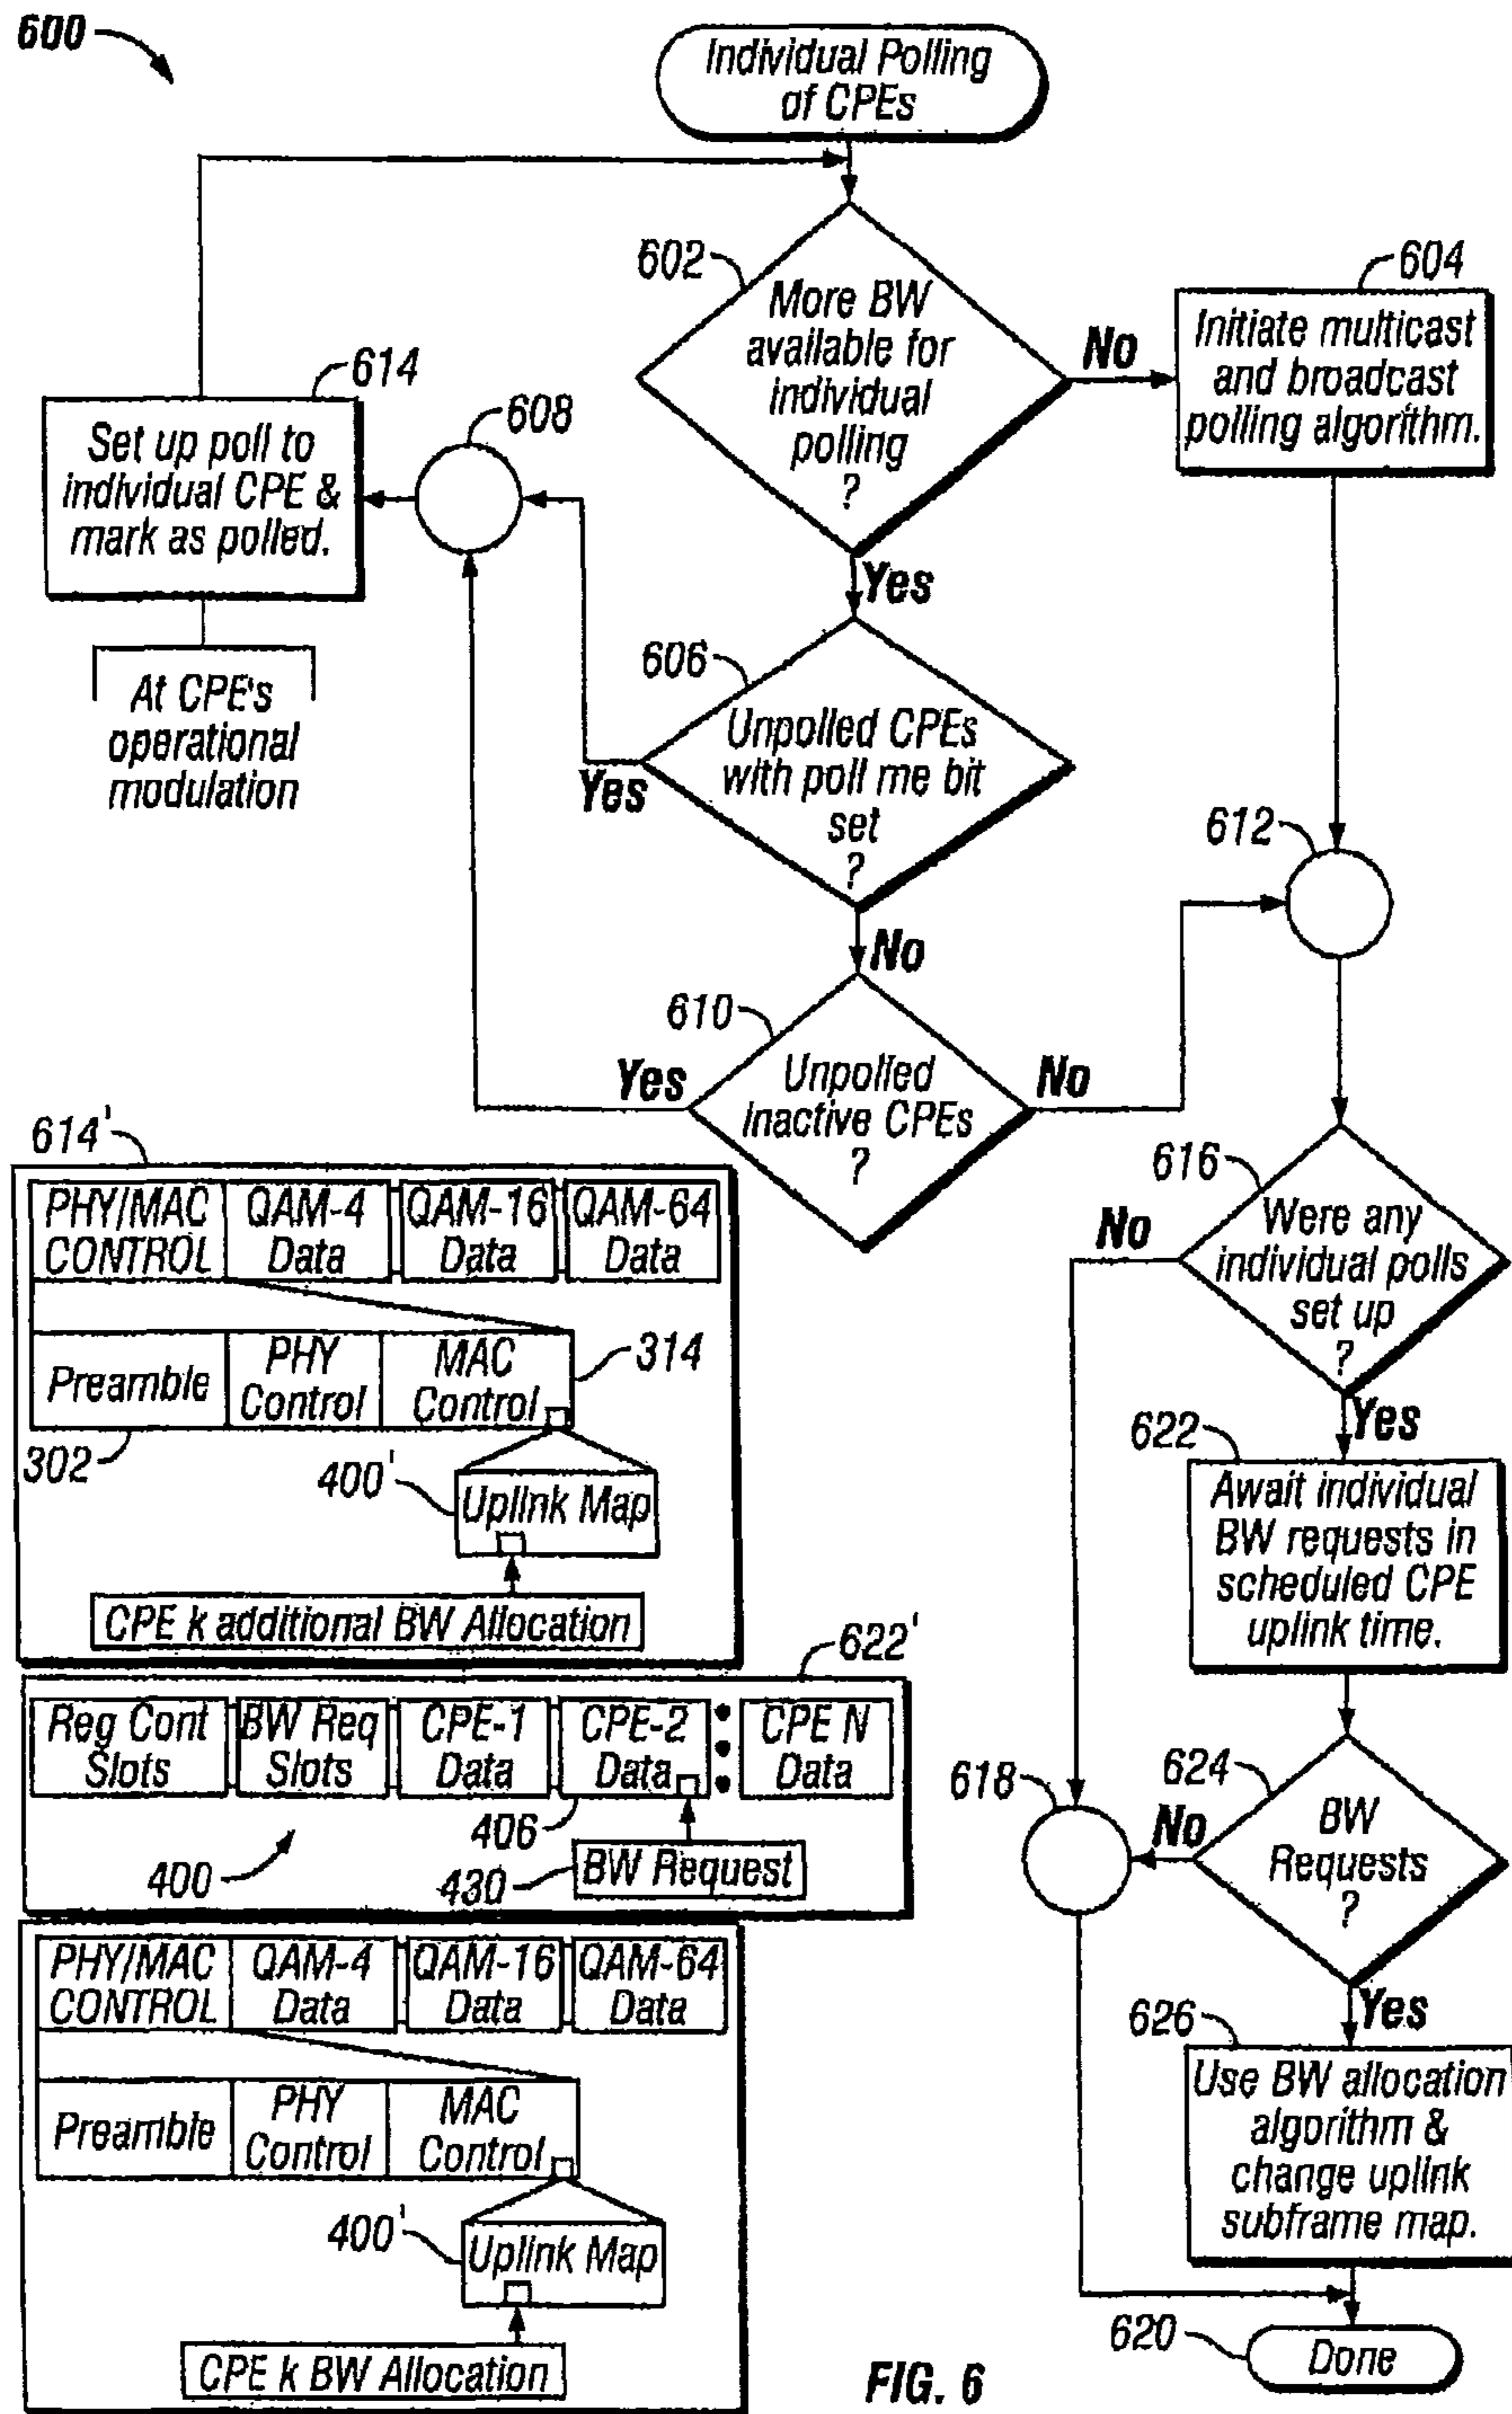 600
Individual Polling
of CPEs
602
More BW
available for
individual
polling
?
No
604
Initiate multicast
and broadcast
polling algorithm.
614
Set up poll to
individual CPE &
mark as polled.
608
At CPE's
operational
modulation
Yes
606
Unpolled CPEs
with poll me bit
set
?
Yes
No
612
610
Unpolled
inactive CPEs
?
Yes
No
616
Were any
individual polls
set up
?
No
Yes
622
Await individual
BW requests in
scheduled CPE
uplink time.
624
BW
Requests
?
618
No
Yes
626
Use BW allocation
algorithm &
change uplink
subframe map.
620
Done
614'
PHY/MAC
CONTROL
QAM-4
Data
QAM-16
Data
QAM-64
Data
Preamble
PHY
Control
MAC
Control
314
302
400'
Uplink Map
CPE k additional BW Allocation
622'
Reg Cont
Slots
BW Req
Slots
CPE-1
Data
CPE-2
Data
CPE N
Data
406
400
430
BW Request
PHY/MAC
CONTROL
QAM-4
Data
QAM-16
Data
QAM-64
Data
Preamble
PHY
Control
MAC
Control
400'
Uplink Map
CPE k BW Allocation
FIG. 6